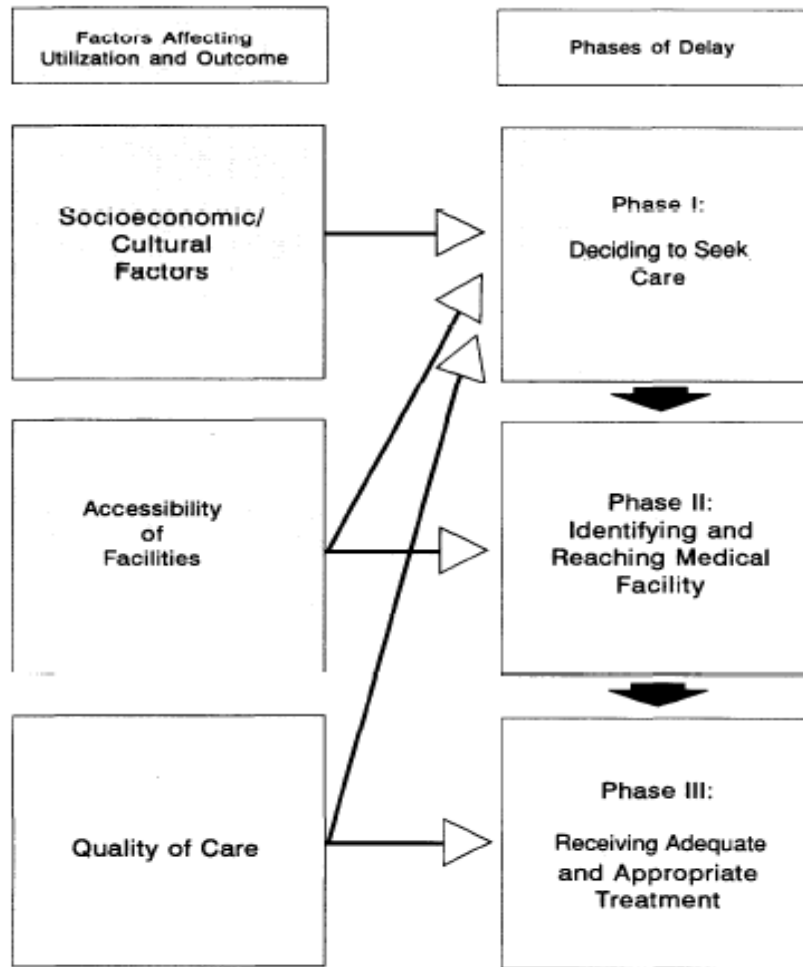 Factors Affecting
Utilization and Outcome
Phases of Delay
Socioeconomic/
Cultural
Factors
Phase I:
Deciding to Seek
Care
Accessibility
of
Facilities
Phase II:
Identifying and
Reaching Medical
Facility
Quality of Care
Phase III:
Receiving Adequate
and Appropriate
Treatment